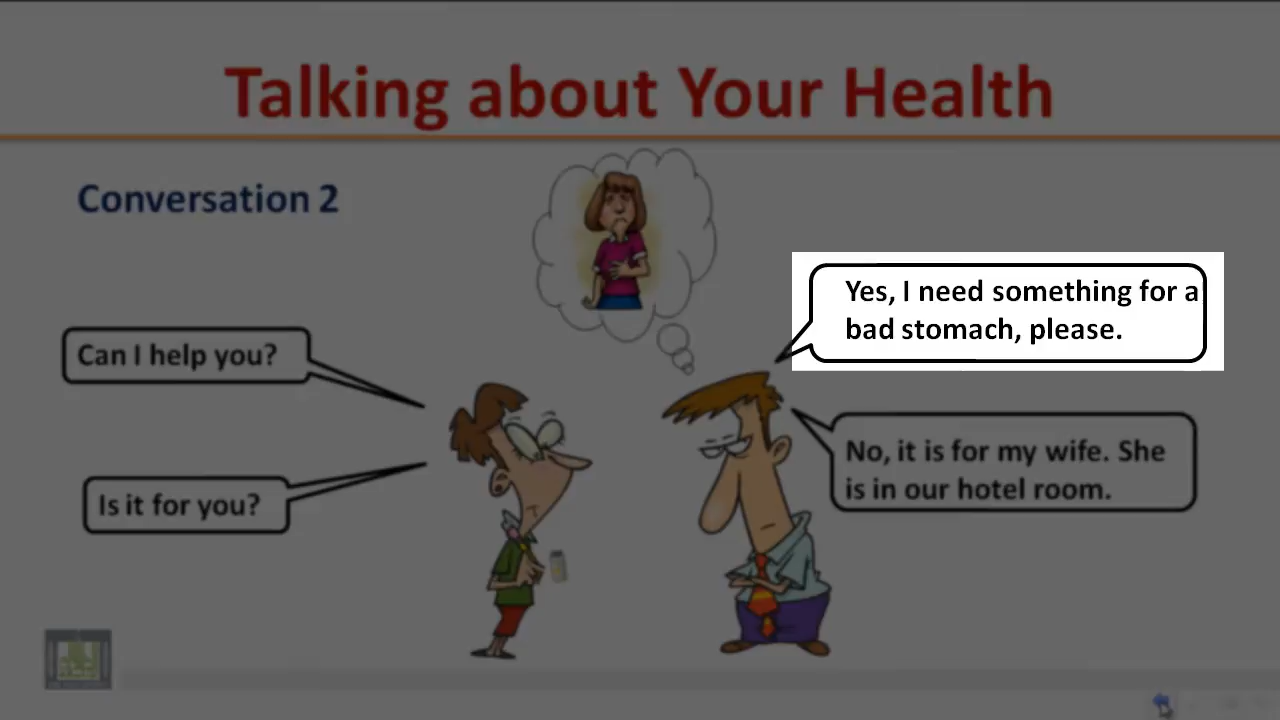 Talking about Your Health
Conversation 2
Can I help you?
Yes, I need something for a
bad stomach, please.
Is it for you?
No, it is for my wife. She
is in our hotel room.